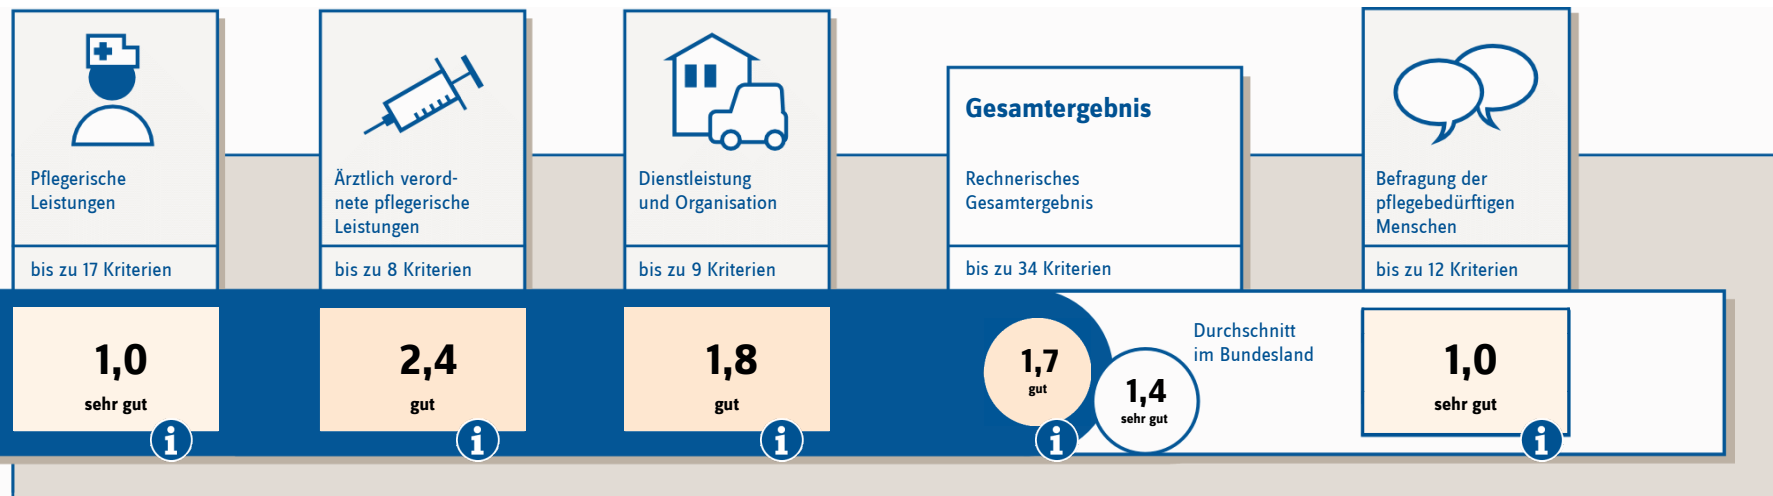 Pflegerische
Leistungen
bis zu 17 Kriterien
1,0
sehr gut
i
Ärztlich verord-
nete pflegerische
Leistungen
bis zu 8 Kriterien
2,4
gut
i
Dienstleistung
und Organisation
bis zu 9 Kriterien
1,8
gut
i
Gesamtergebnis
Rechnerisches
Gesamtergebnis
bis zu 34 Kriterien
1,7
gut
i
1,4
sehr gut
Durchschnitt
im Bundesland
Befragung der
pflegebedürftigen
Menschen
bis zu 12 Kriterien
1,0
sehr gut
i